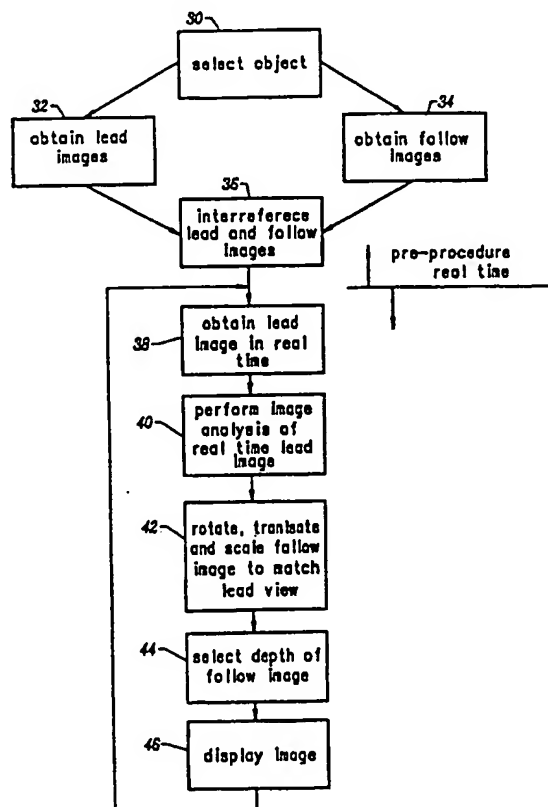 30
select object
32
obtain lead
images
34
obtain follow
images
36
interreferece
lead and follow
images
pre-procedure
real time
38
obtain lead
image in real
time
40
perform image
analysis of
real time lead
image
42
rotate, translate
and scale follow
image to match
lead view
44
select depth of
follow image
46
display image